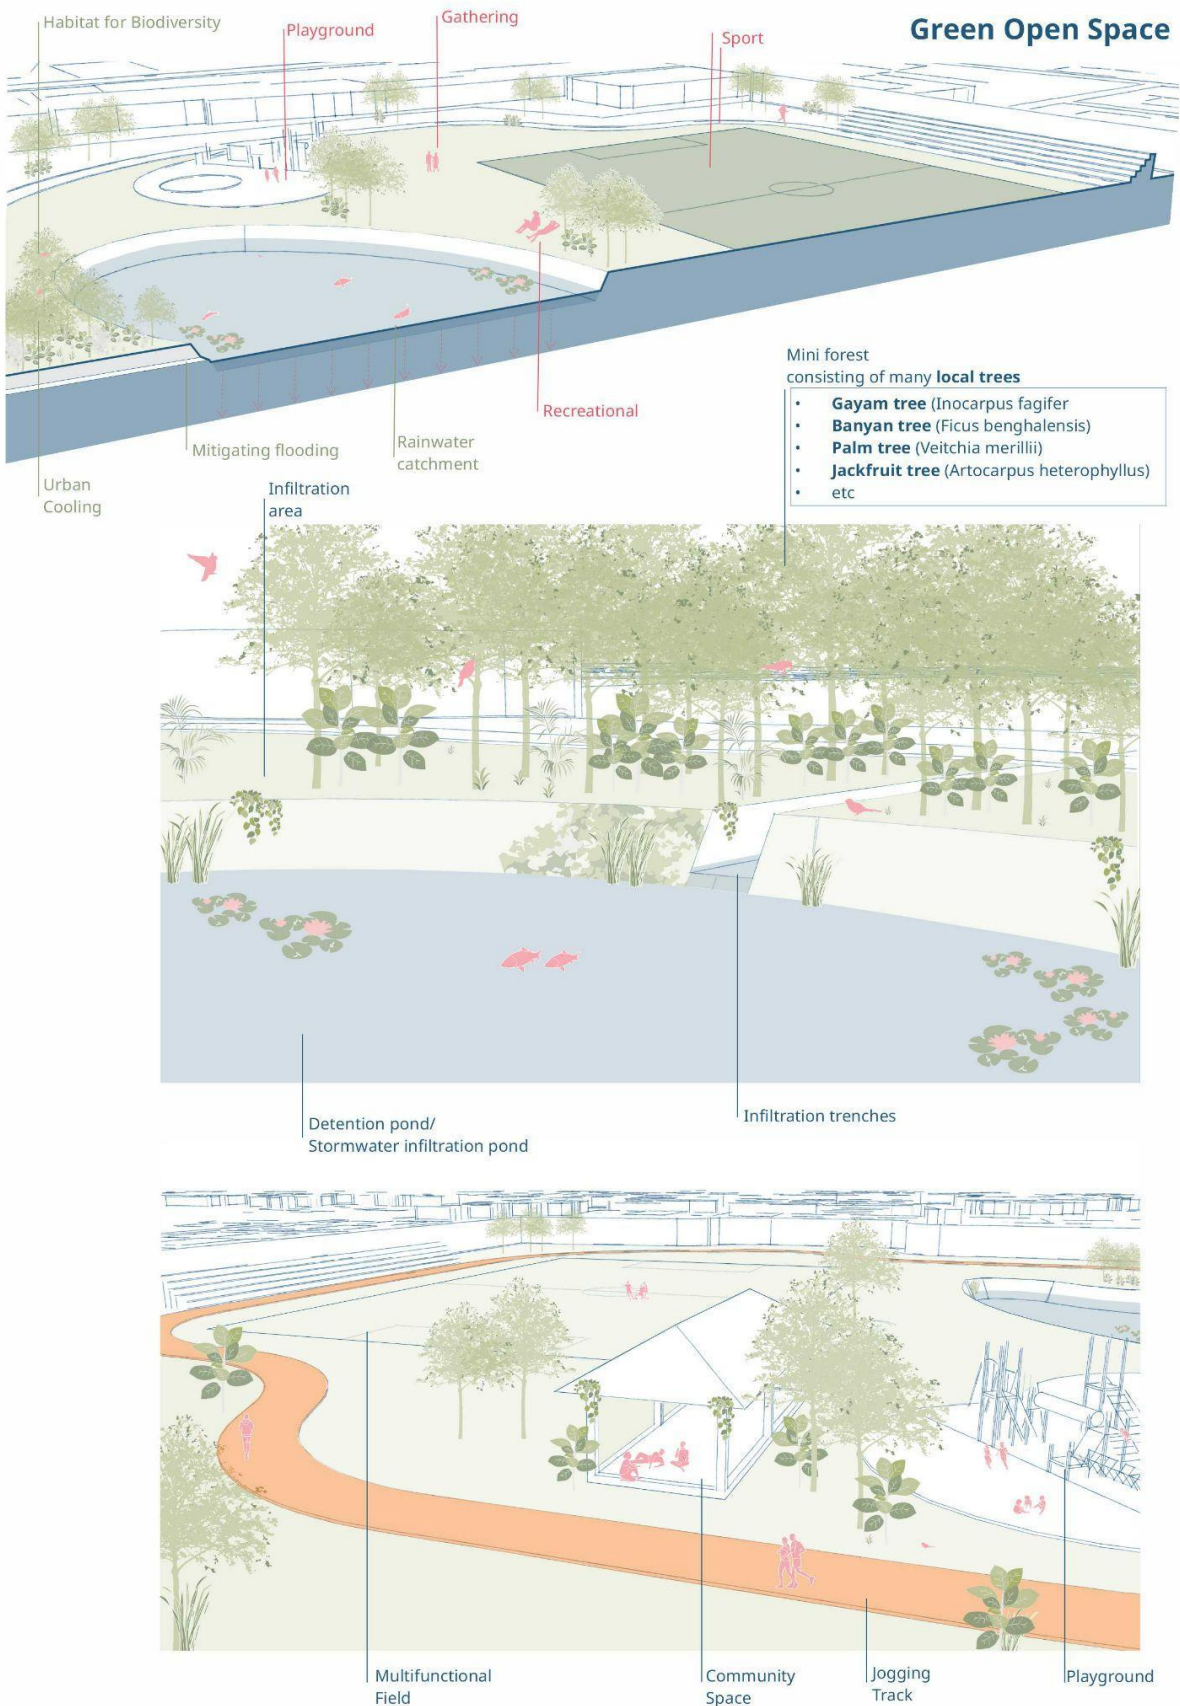 Green Open Space
Habitat for Biodiversity
Playground
Gathering
Sport
Recreational
Mitigating flooding
Rainwater
catchment
Urban
Cooling
Mini forest
consisting of many local trees
• Gayam tree (Inocarpus fagifer
• Banyan tree (Ficus benghalensis)
• Palm tree (Veitchia merillii)
• Jackfruit tree (Artocarpus heterophyllus)
• etc
Infiltration
area
Detention pond/
Stormwater infiltration pond
Infiltration trenches
Multifunctional
Field
Community
Space
Jogging
Track
Playground